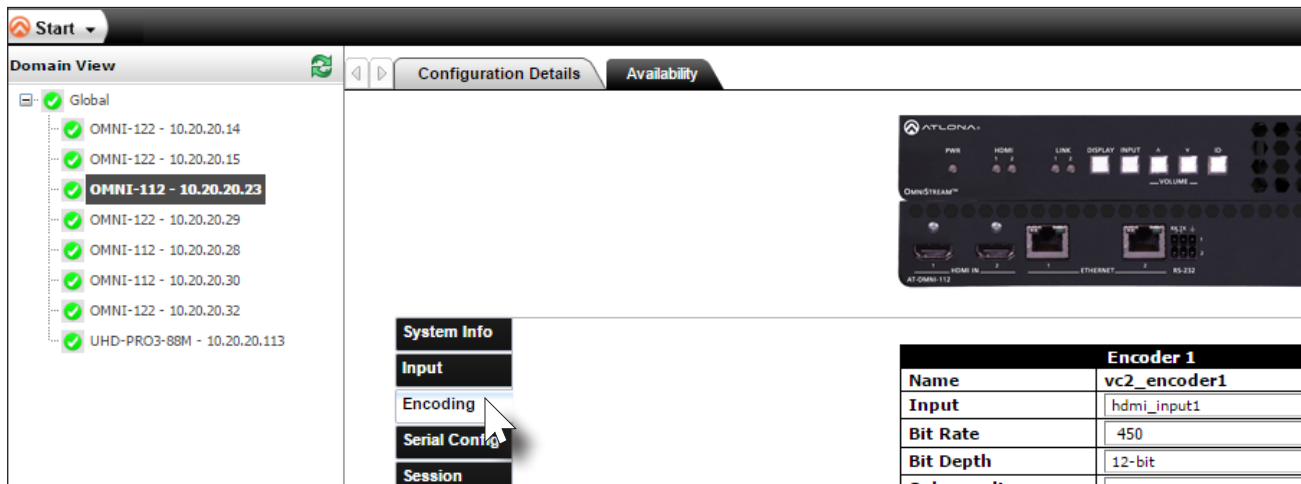 Start
Domain View
Configuration Details
Availability
Global
OMNI-122 - 10.20.20.14
OMNI-122 - 10.20.20.15
OMNI-112 - 10.20.20.23
OMNI-122 - 10.20.20.29
OMNI-112 - 10.20.20.28
OMNI-112 - 10.20.20.30
OMNI-122 - 10.20.20.32
UHD-PRO3-88M - 10.20.20.113
ATLONA
PWR HDMI LINK DISPLAY INPUT ∧ ∨ ID
1 2 1 2
VOLUME
OMNISTREAM™
RX TX
1
2
1 HDMI IN 2 1 ETHERNET 2 RS-232
AT-OMNI-112
System Info
Input
Encoding
Serial Config
Session
Encoder 1
Name vc2_encoder1
Input hdmi_input1
Bit Rate 450
Bit Depth 12-bit